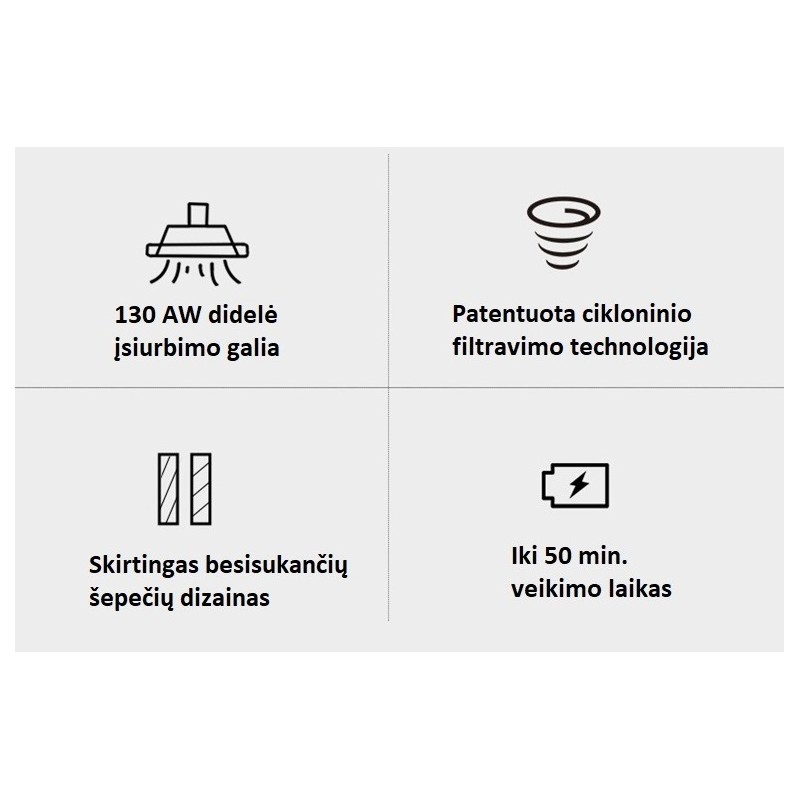 130 AW didelė
įsiurbimo galia
Patentuota cikloninio
filtravimo technologija
Skirtingas besisukančių
šepečių dizainas
Iki 50 min.
veikimo laikas